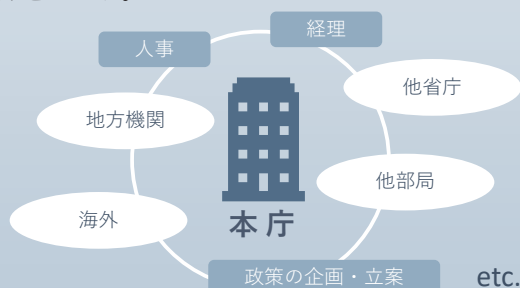 経理
人事
他省庁
地方機関
他部局
海外
本庁
政策の企画・立案
etc.